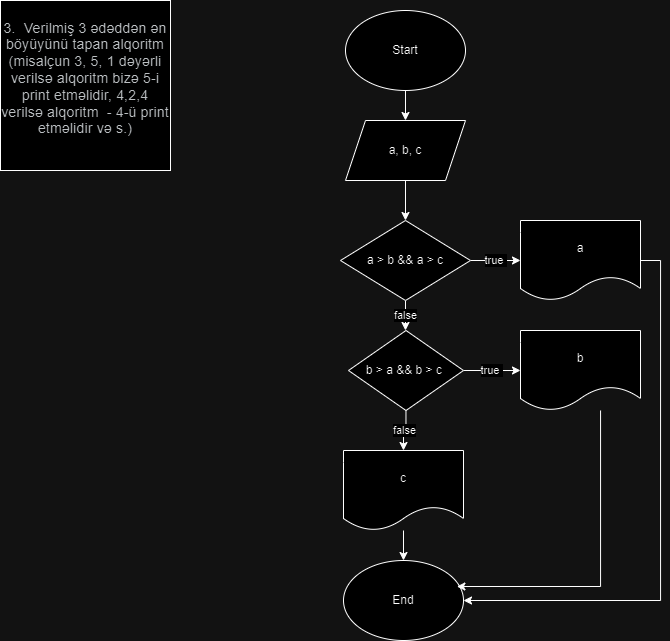 3.  Verilmiş 3 ədəddən ən
böyüyünü tapan alqoritm
(misalçun 3, 5, 1 dəyərli
verilsə alqoritm bizə 5-i
print etməlidir, 4,2,4
verilsə alqoritm  - 4-ü print
etməlidir və s.)
Start
a, b, c
a > b && a > c
true
a
false
b > a && b > c
true
b
false
c
End